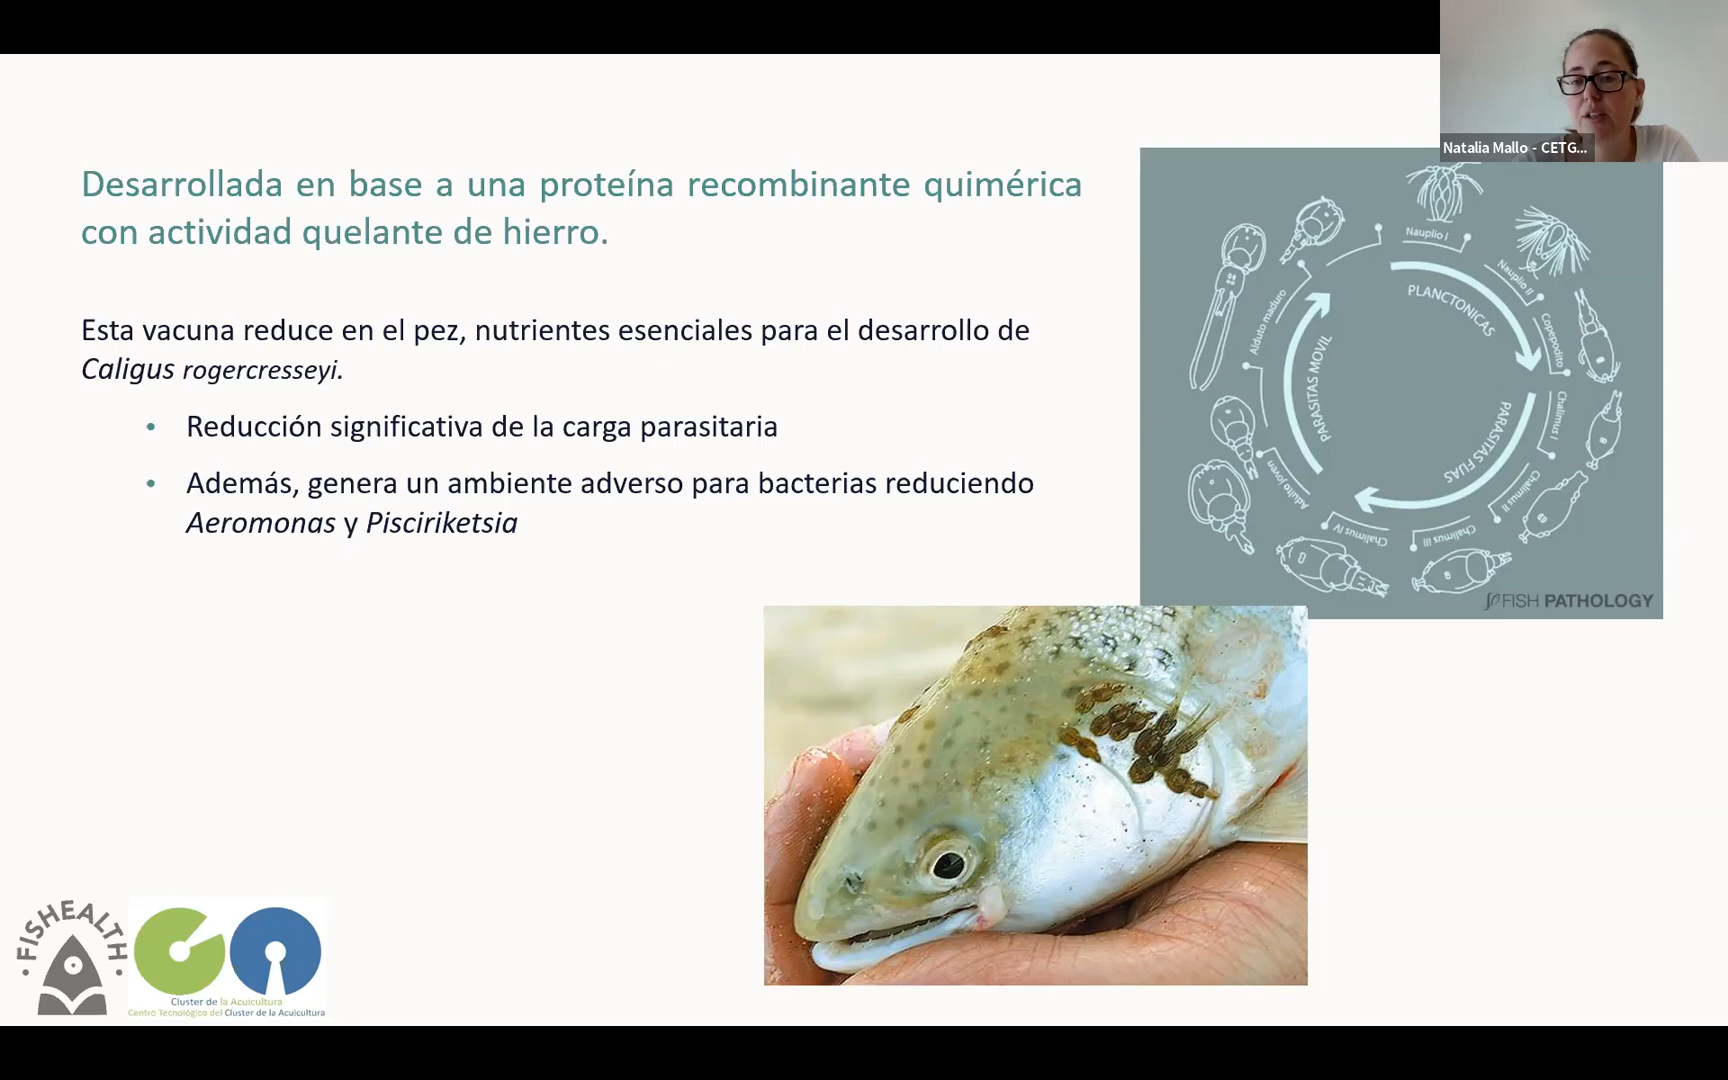 Natalia Mallo - CETG...
Desarrollada en base a una proteína recombinante quimérica
con actividad quelante de hierro.
Esta vacuna reduce en el pez, nutrientes esenciales para el desarrollo de
Caligus rogercresseyi.
• Reducción significativa de la carga parasitaria
• Además, genera un ambiente adverso para bacterias reduciendo
Aeromonas y Pisciriketsia
Nauplio I
Nauplio II
Copepodito
Chalimus I
Chalimus II
Chalimus III
Chalimus IV
Adulto joven
Alduto maduro
PLANCTONICAS
PARASITAS FIJAS
PARASITAS MOVIL
FISH PATHOLOGY
• FISHEALTH •
Cluster de la Acuicultura
Centro Tecnológico del Cluster de la Acuicultura